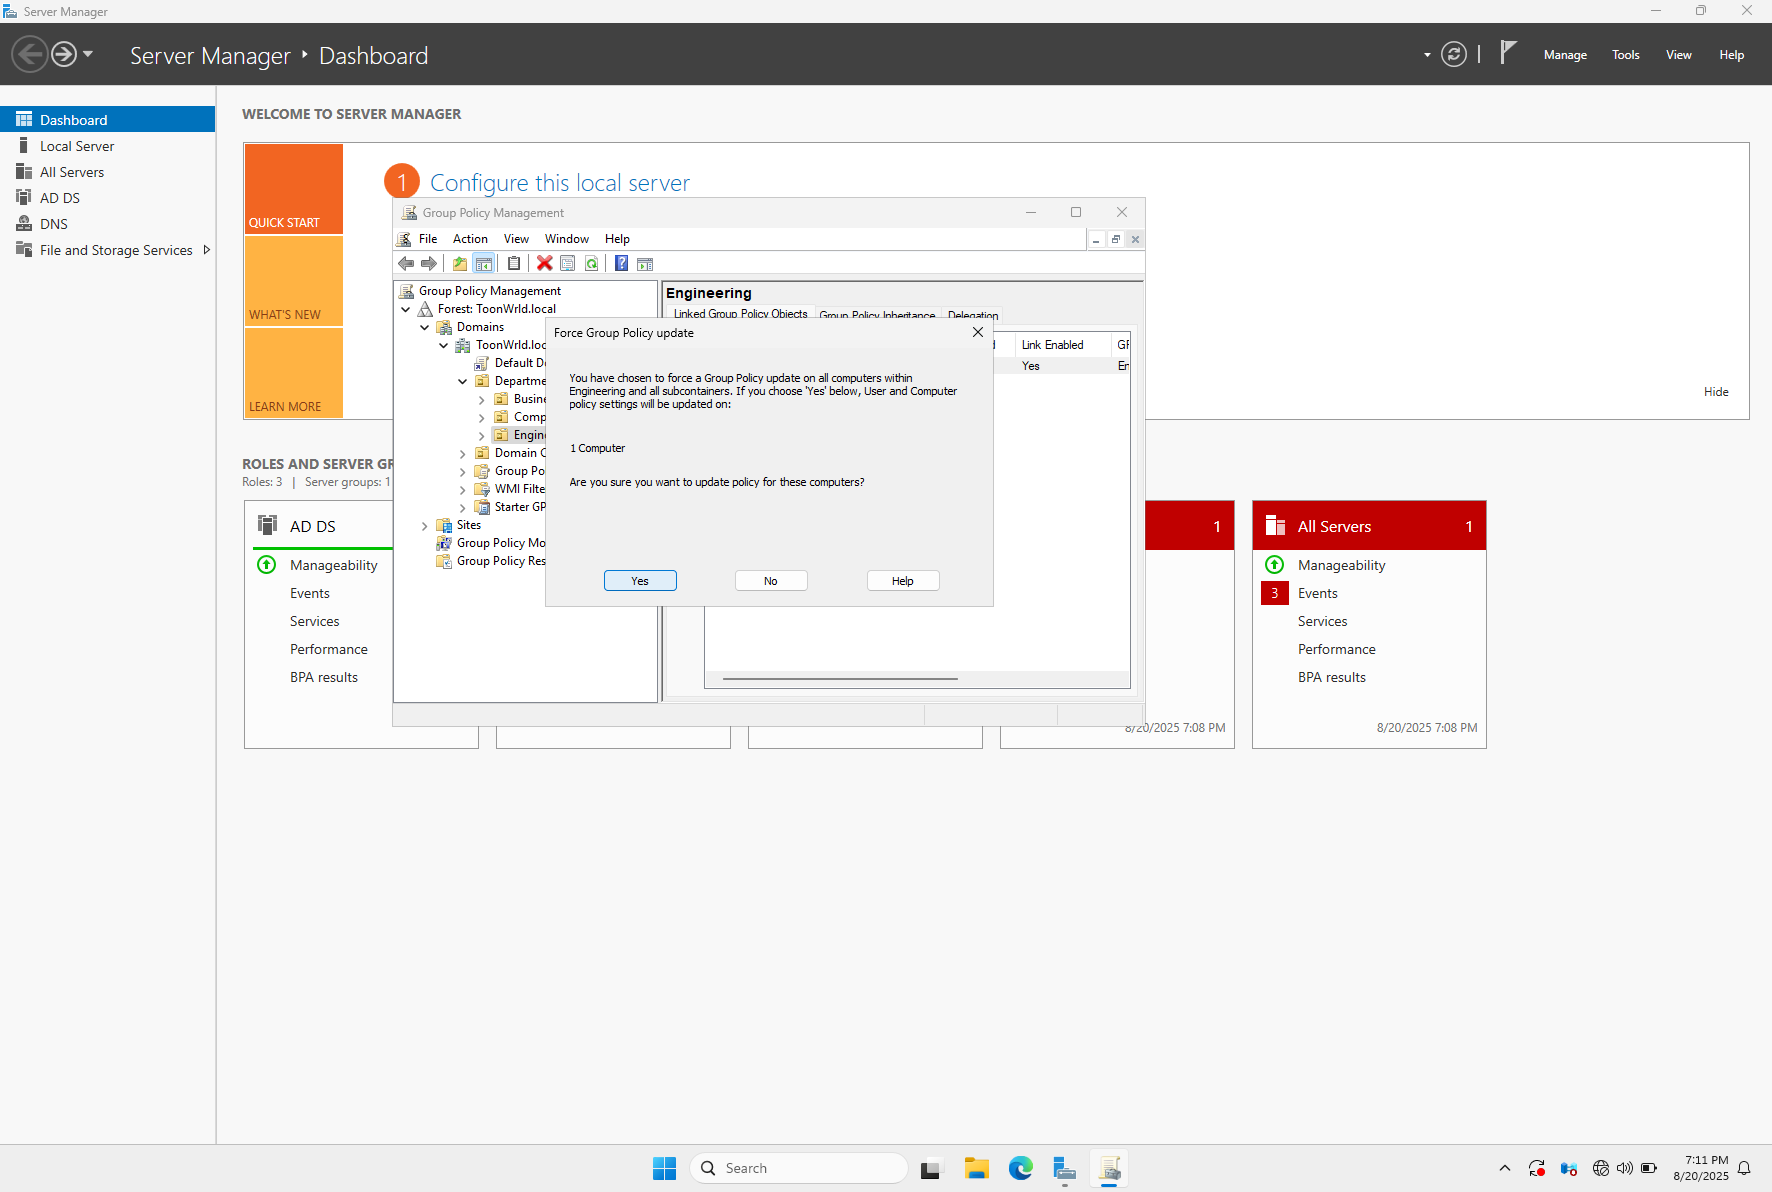 Server Manager
Server Manager ‣ Dashboard
Manage
Tools
View
Help
Dashboard
Local Server
All Servers
AD DS
DNS
File and Storage Services
WELCOME TO SERVER MANAGER
QUICK START
WHAT'S NEW
LEARN MORE
1 Configure this local server
Hide
Group Policy Management
File Action View Window Help
Group Policy Management
Forest: ToonWrld.local
Domains
ToonWrld.loc
Default D
Departme
Busin
Comp
Engin
Domain C
Group Po
WMI Filte
Starter GP
Sites
Group Policy Mo
Group Policy Res
Engineering
Linked Group Policy Objects
Group Policy Inheritance
Delegation
Link Enabled
Yes
En
Force Group Policy update
You have chosen to force a Group Policy update on all computers within
Engineering and all subcontainers. If you choose 'Yes' below, User and Computer
policy settings will be updated on:
1 Computer
Are you sure you want to update policy for these computers?
Yes
No
Help
ROLES AND SERVER GR
Roles: 3 | Server groups: 1
AD DS
Manageability
Events
Services
Performance
BPA results
1
8/20/2025 7:08 PM
All Servers 1
Manageability
3 Events
Services
Performance
BPA results
8/20/2025 7:08 PM
Search
7:11 PM
8/20/2025